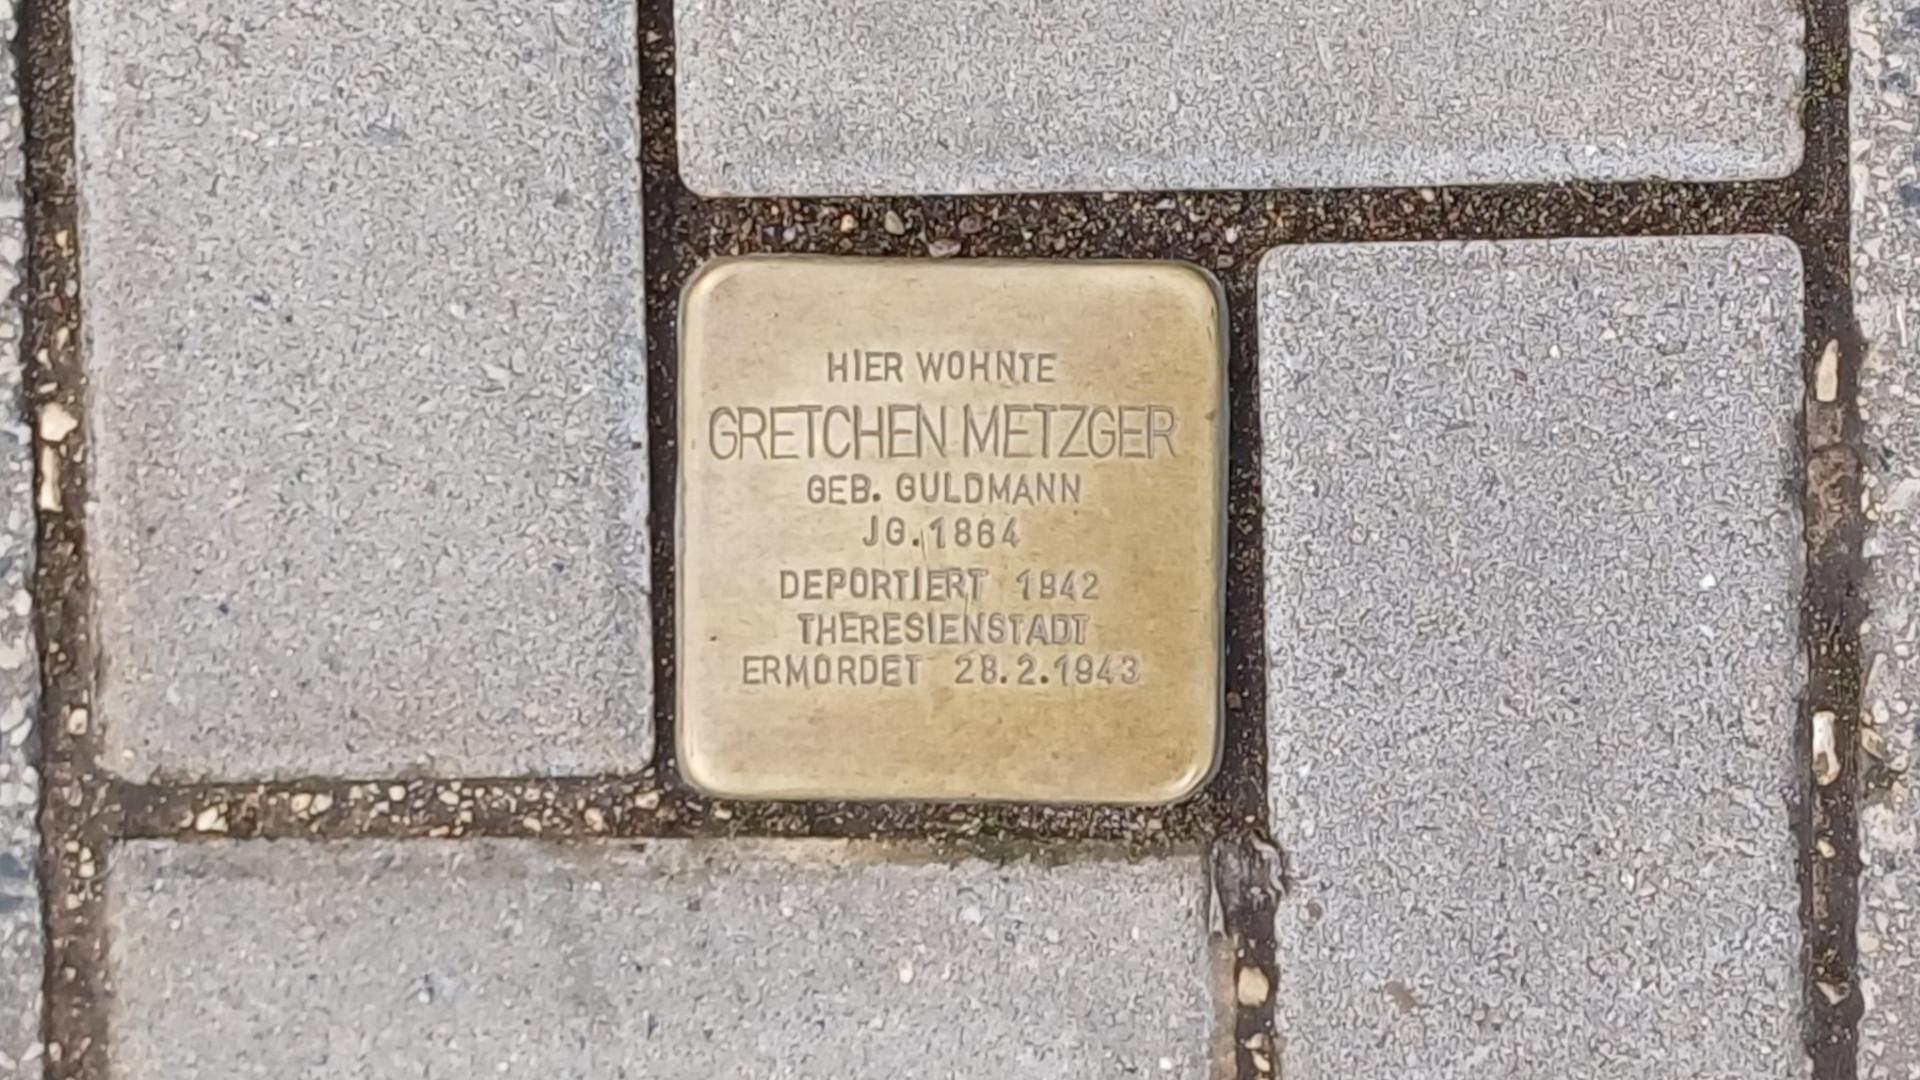 HIER WOHNTE
GRETCHEN METZGER
GEB. GULDMANN
JG. 1864
DEPORTIERT 1942
THERESIENSTADT
ERMORDET 28.2.1943